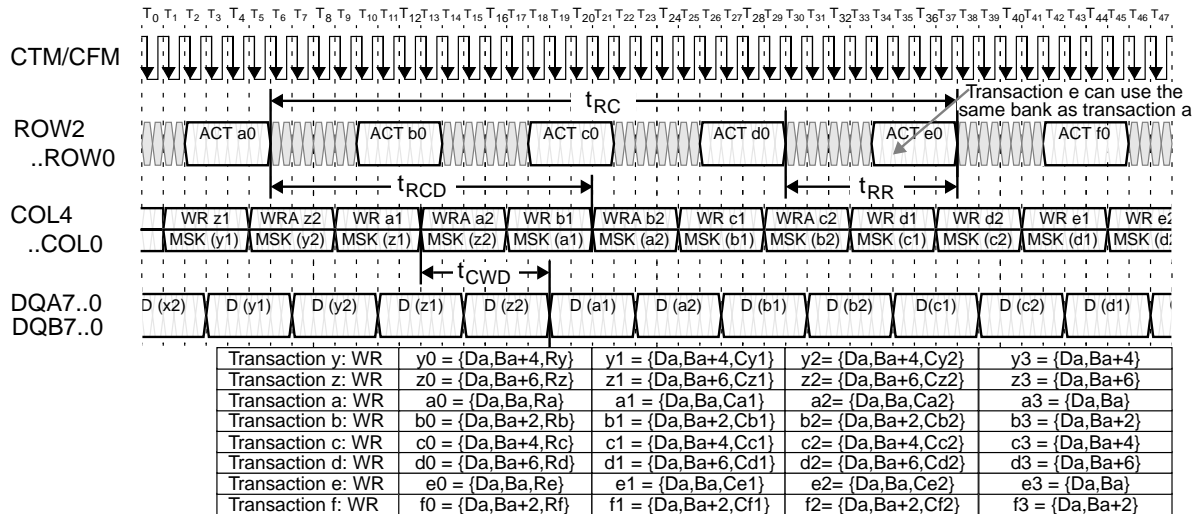 T0 T1 T2 T3 T4 T5 T6 T7 T8 T9 T10 T11 T12 T13 T14 T15 T16 T17 T18 T19 T20 T21 T22 T23 T24 T25 T26 T27 T28 T29 T30 T31 T32 T33 T34 T35 T36 T37 T38 T39 T40 T41 T42 T43 T44 T45 T46 T47
CTM/CFM
Transaction e can use the
same bank as transaction a
tRC
ROW2
..ROW0
ACT a0 ACT b0 ACT c0 ACT d0 ACT e0 ACT f0
tRCD tRR
COL4
..COL0
WR z1 WRA z2 WR a1 WRA a2 WR b1 WRA b2 WR c1 WRA c2 WR d1 WR d2 WR e1 WR e2
MSK (y1) MSK (y2) MSK (z1) MSK (z2) MSK (a1) MSK (a2) MSK (b1) MSK (b2) MSK (c1) MSK (c2) MSK (d1) MSK (d2
tCWD
DQA7..0
DQB7..0
D (x2) D (y1) D (y2) D (z1) D (z2) D (a1) D (a2) D (b1) D (b2) D(c1) D (c2) D (d1)
Transaction y: WR y0 = {Da,Ba+4,Ry} y1 = {Da,Ba+4,Cy1} y2= {Da,Ba+4,Cy2} y3 = {Da,Ba+4}
Transaction z: WR z0 = {Da,Ba+6,Rz} z1 = {Da,Ba+6,Cz1} z2= {Da,Ba+6,Cz2} z3 = {Da,Ba+6}
Transaction a: WR a0 = {Da,Ba,Ra} a1 = {Da,Ba,Ca1} a2= {Da,Ba,Ca2} a3 = {Da,Ba}
Transaction b: WR b0 = {Da,Ba+2,Rb} b1 = {Da,Ba+2,Cb1} b2= {Da,Ba+2,Cb2} b3 = {Da,Ba+2}
Transaction c: WR c0 = {Da,Ba+4,Rc} c1 = {Da,Ba+4,Cc1} c2= {Da,Ba+4,Cc2} c3 = {Da,Ba+4}
Transaction d: WR d0 = {Da,Ba+6,Rd} d1 = {Da,Ba+6,Cd1} d2= {Da,Ba+6,Cd2} d3 = {Da,Ba+6}
Transaction e: WR e0 = {Da,Ba,Re} e1 = {Da,Ba,Ce1} e2= {Da,Ba,Ce2} e3 = {Da,Ba}
Transaction f: WR f0 = {Da,Ba+2,Rf} f1 = {Da,Ba+2,Cf1} f2= {Da,Ba+2,Cf2} f3 = {Da,Ba+2}